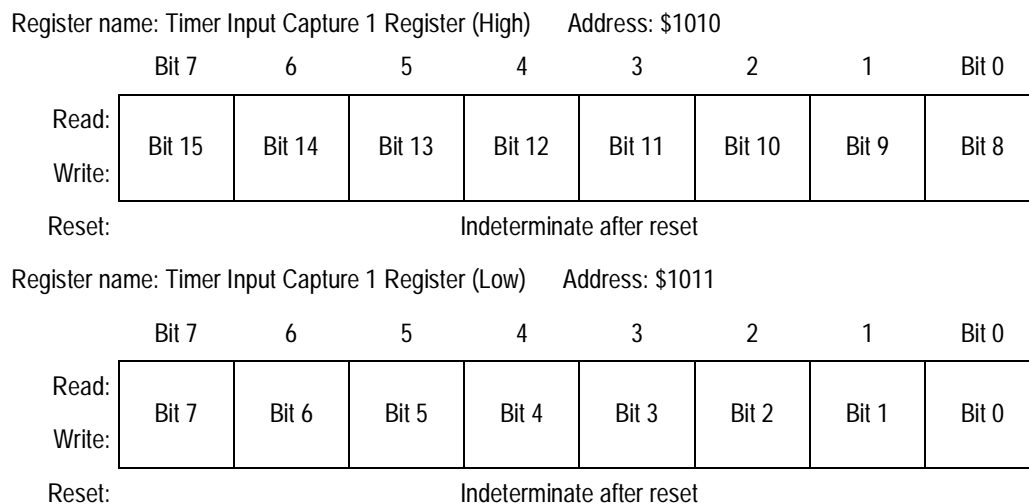 Register name: Timer Input Capture 1 Register (High) Address: $1010
Bit 7 6 5 4 3 2 1 Bit 0
Read:
Bit 15 Bit 14 Bit 13 Bit 12 Bit 11 Bit 10 Bit 9 Bit 8
Write:
Reset: Indeterminate after reset
Register name: Timer Input Capture 1 Register (Low) Address: $1011
Bit 7 6 5 4 3 2 1 Bit 0
Read:
Bit 7 Bit 6 Bit 5 Bit 4 Bit 3 Bit 2 Bit 1 Bit 0
Write:
Reset: Indeterminate after reset